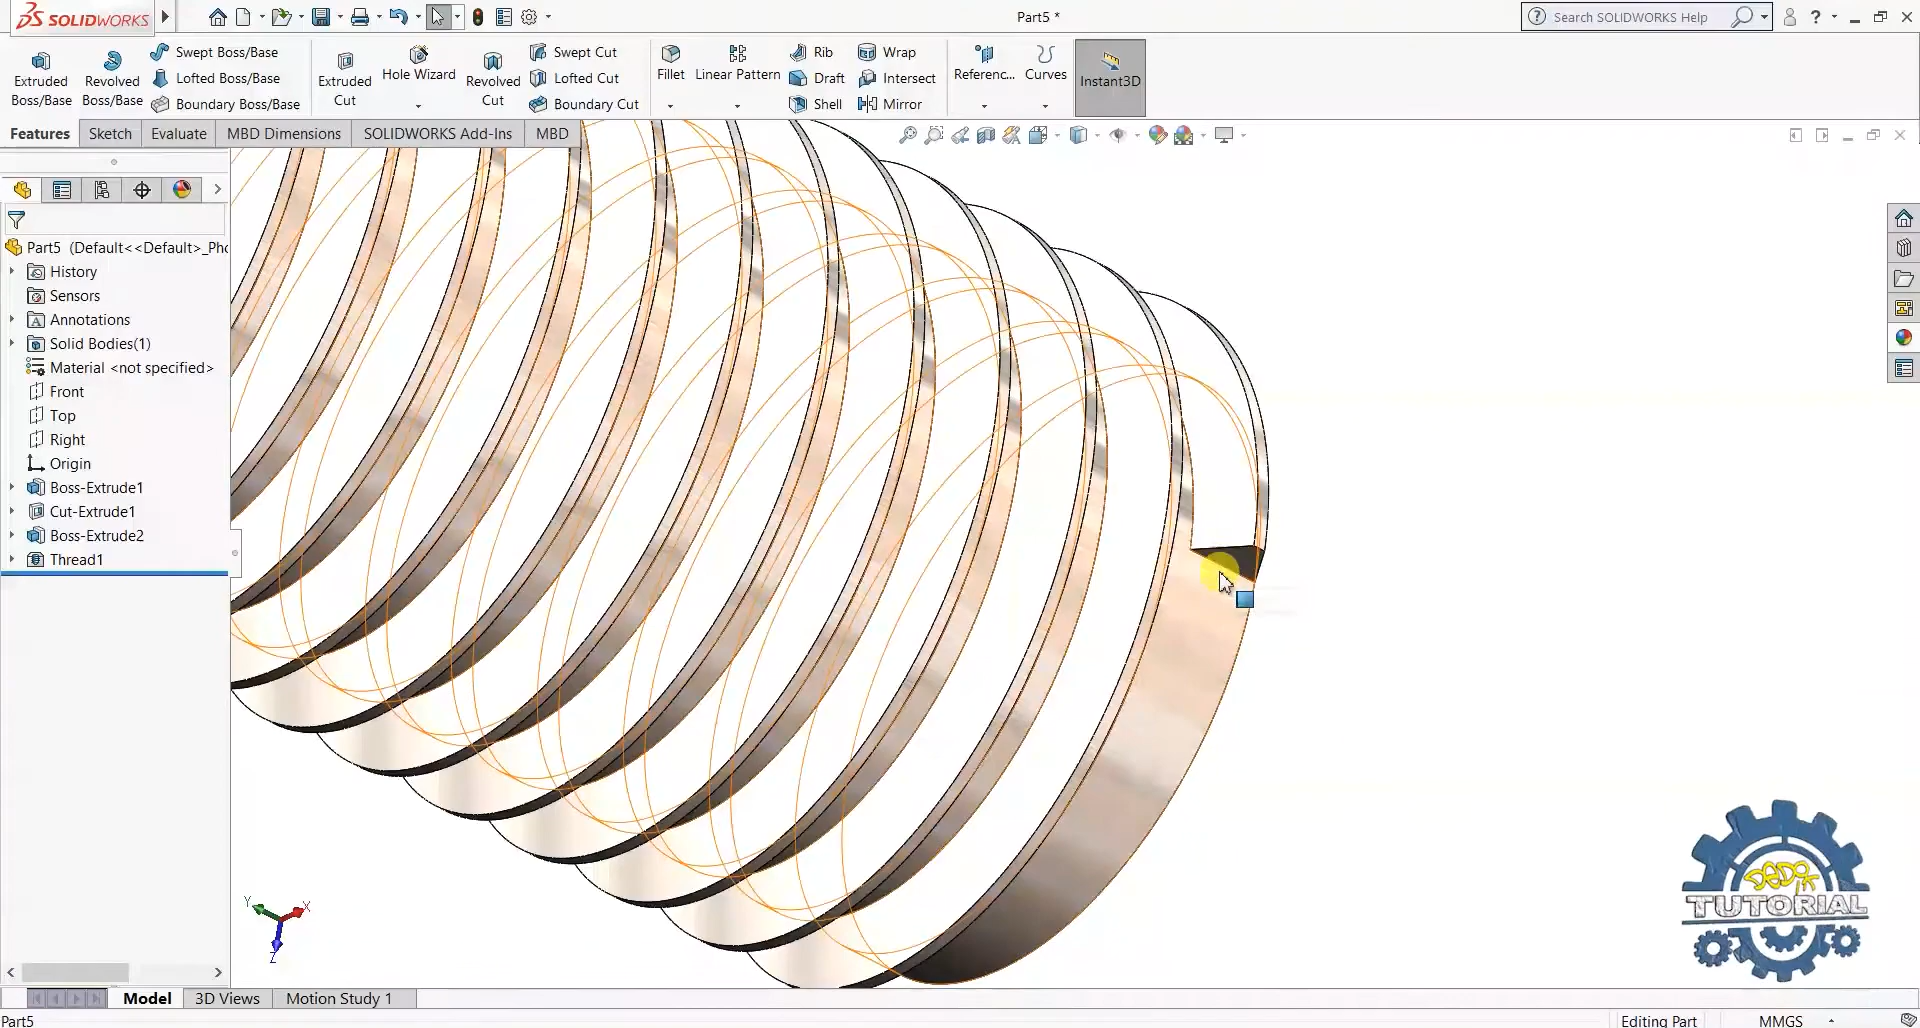 SOLIDWORKS
Part5 *
Search SOLIDWORKS Help
Extruded Boss/Base
Revolved Boss/Base
Swept Boss/Base
Lofted Boss/Base
Boundary Boss/Base
Extruded Cut
Hole Wizard
Revolved Cut
Swept Cut
Lofted Cut
Boundary Cut
Fillet
Linear Pattern
Rib
Draft
Shell
Wrap
Intersect
Mirror
Referenc...
Curves
Instant3D
Features
Sketch
Evaluate
MBD Dimensions
SOLIDWORKS Add-Ins
MBD
Part5 (Default<<Default>_Pho
History
Sensors
Annotations
Solid Bodies(1)
Material <not specified>
Front
Top
Right
Origin
Boss-Extrude1
Cut-Extrude1
Boss-Extrude2
Thread1
Y
X
Z
TUTORIAL
Model
3D Views
Motion Study 1
Part5
Editing Part
MMGS